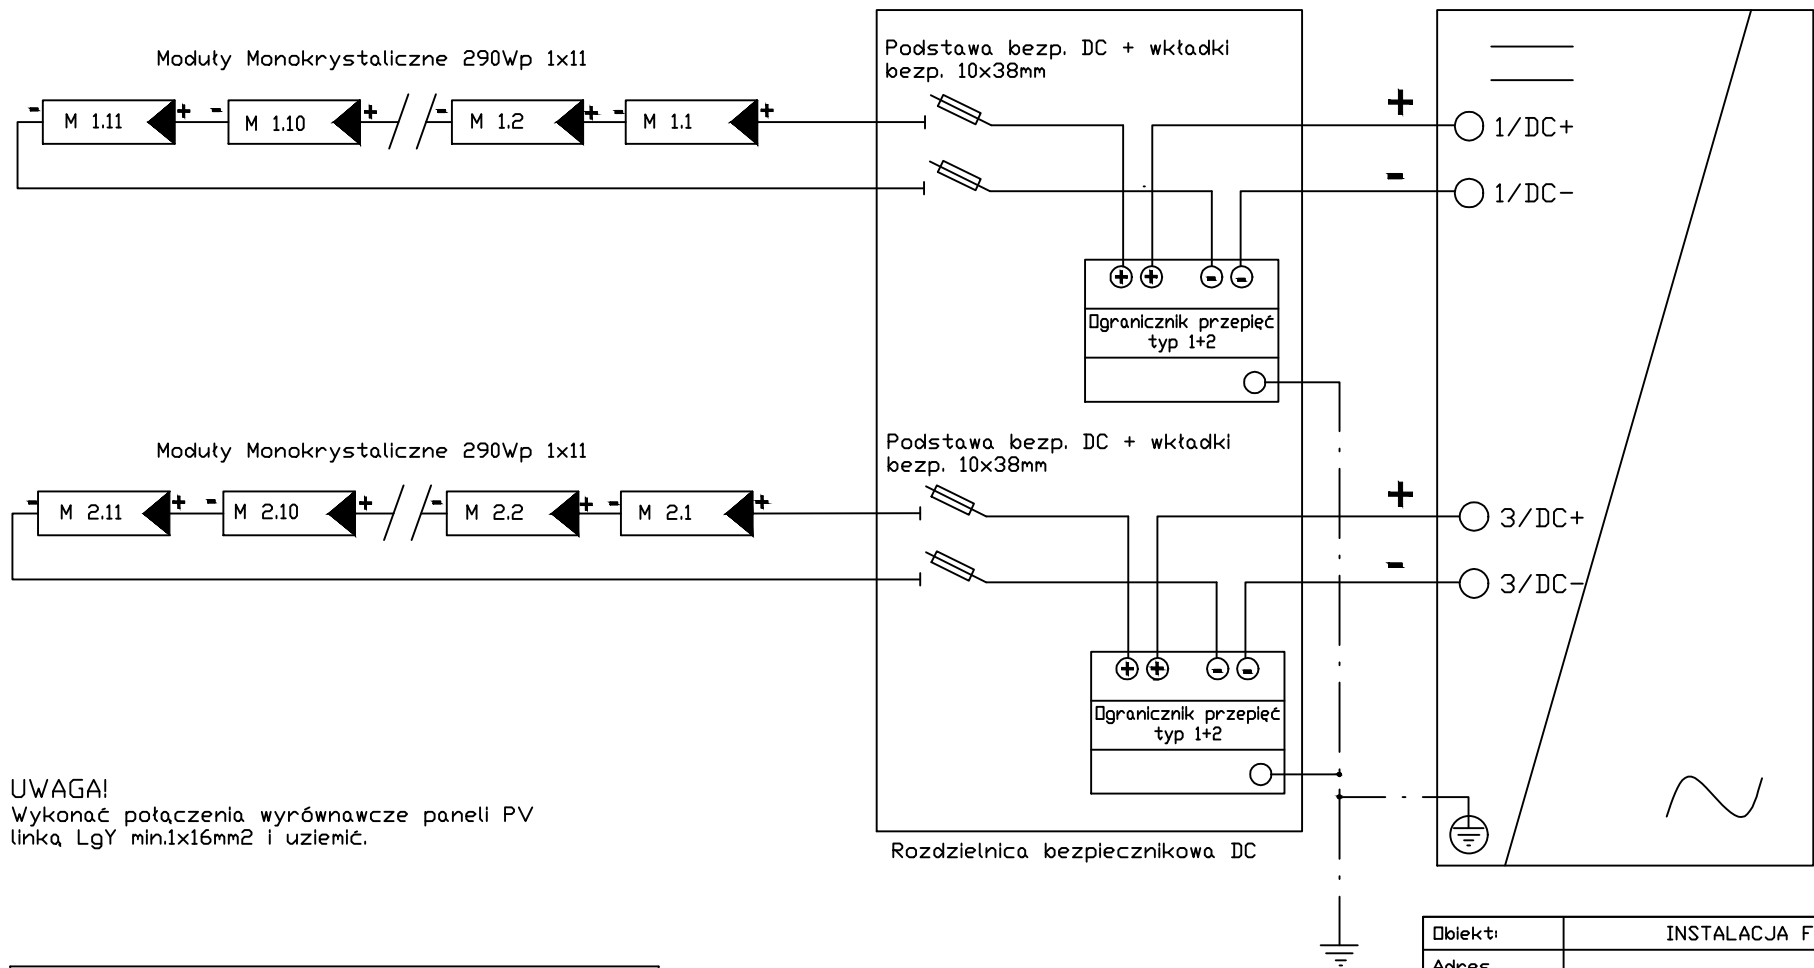 Moduły Monokrystaliczne 290Wp 1x11
- M 1.11 + - M 1.10 + - M 1.2 + - M 1.1 +
Podstawa bezp. DC + wkładki
bezp. 10x38mm
+
1/DC+
-
1/DC-
+ + - -
Ogranicznik przepięć
typ 1+2
Moduły Monokrystaliczne 290Wp 1x11
- M 2.11 + - M 2.10 + - M 2.2 + - M 2.1 +
Podstawa bezp. DC + wkładki
bezp. 10x38mm
+
3/DC+
-
3/DC-
+ + - -
Ogranicznik przepięć
typ 1+2
UWAGA!
Wykonać połączenia wyrównawcze paneli PV
linką LgY min.1x16mm2 i uziemić.
Rozdzielnica bezpiecznikowa DC
Obiekt: INSTALACJA F
Adres